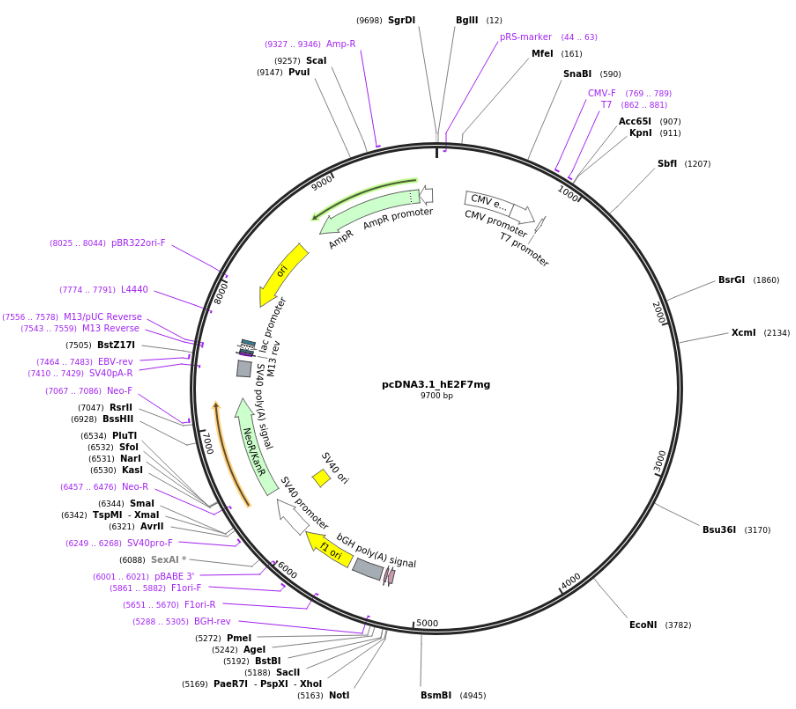 (9698) SgrDI
BglII (12)
pRS-marker (44 .. 63)
MfeI (161)
SnaBI (590)
CMV-F (769 .. 789)
T7 (862 .. 881)
Acc65I (907)
KpnI (911)
SbfI (1207)
BsrGI (1860)
XcmI (2134)
Bsu36I (3170)
EcoNI (3782)
BsmBI (4945)
(9327 .. 9346) Amp-R
(9257) ScaI
(9147) PvuI
(8025 .. 8044) pBR322ori-F
(7774 .. 7791) L4440
(7556 .. 7578) M13/pUC Reverse
(7543 .. 7559) M13 Reverse
(7505) BstZ17I
(7464 .. 7483) EBV-rev
(7410 .. 7429) SV40pA-R
(7067 .. 7086) Neo-F
(7047) RsrII
(6928) BssHII
(6534) PluTI
(6532) SfoI
(6531) NarI
(6530) KasI
(6457 .. 6476) Neo-R
(6344) SmaI
(6342) TspMI - XmaI
(6321) AvrII
(6249 .. 6268) SV40pro-F
(6088) SexAI *
(6001 .. 6021) pBABE 3'
(5861 .. 5882) F1ori-F
(5651 .. 5670) F1ori-R
(5288 .. 5305) BGH-rev
(5272) PmeI
(5242) AgeI
(5192) BstBI
(5188) SacII
(5169) PaeR7I - PspXI - XhoI
(5163) NotI
1000
2000
3000
4000
5000
6000
7000
8000
9000
CMV e...
CMV promoter
T7 promoter
AmpR promoter
AmpR
ori
lac promoter
M13 rev
SV40 poly(A) signal
NeoR/KanR
SV40 promoter
SV40 ori
f1 ori
bGH poly(A) signal
pcDNA3.1_hE2F7mg
9700 bp